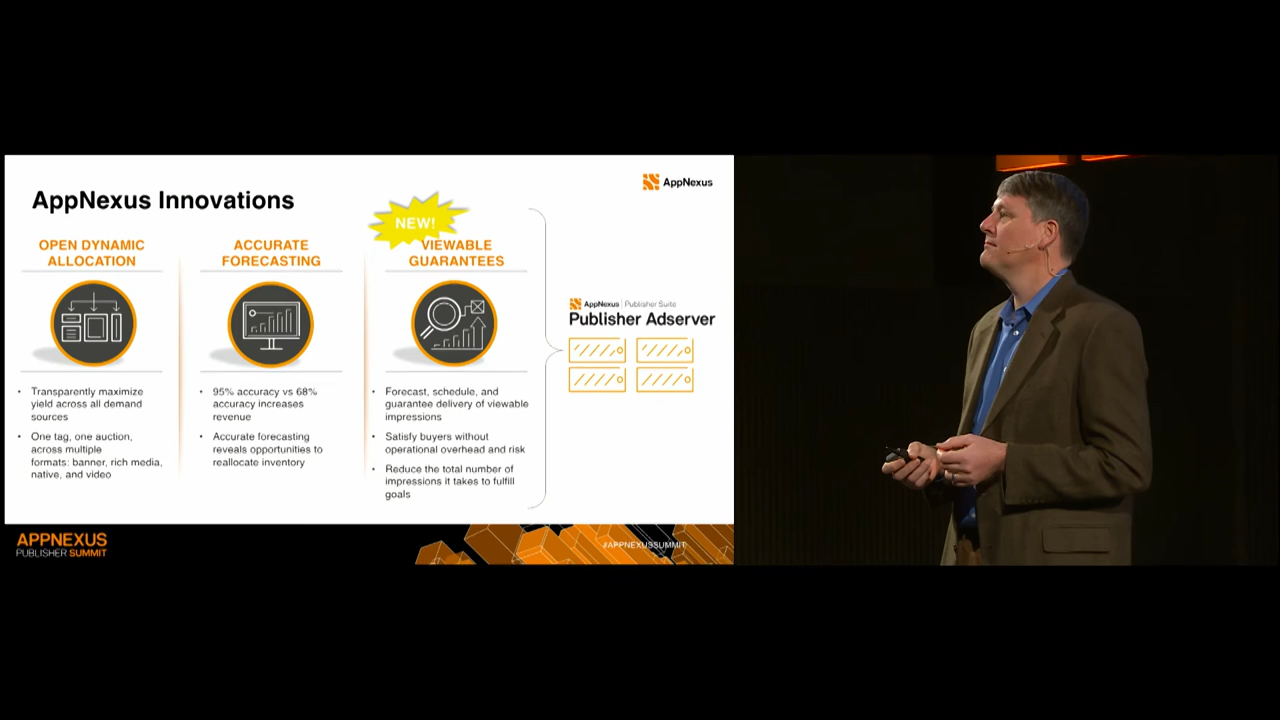 AppNexus
AppNexus Innovations
NEW!
OPEN DYNAMIC
ALLOCATION
ACCURATE
FORECASTING
VIEWABLE
GUARANTEES
• Transparently maximize
yield across all demand
sources
• One tag, one auction,
across multiple
formats: banner, rich media,
native, and video
• 95% accuracy vs 68%
accuracy increases
revenue
• Accurate forecasting
reveals opportunities to
reallocate inventory
• Forecast, schedule, and
guarantee delivery of viewable
impressions
• Satisfy buyers without
operational overhead and risk
• Reduce the total number of
impressions it takes to fulfill
goals
AppNexus | Publisher Suite
Publisher Adserver
APPNEXUS
PUBLISHER SUMMIT
#APPNEXUSSUMMIT